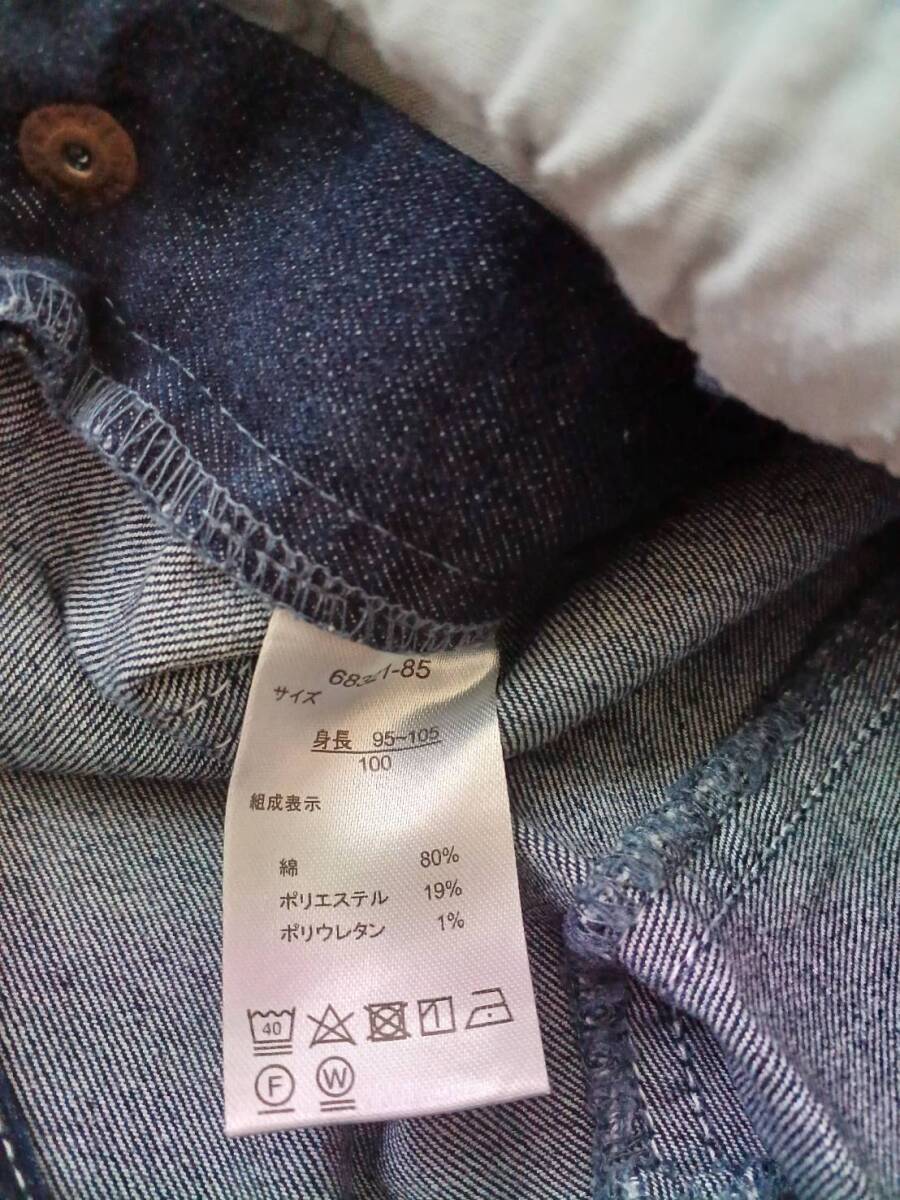 サイズ
身長 95~105
100
組成表示
綿 80%
ポリエステル 19%
ポリウレタン 1%
40
F W